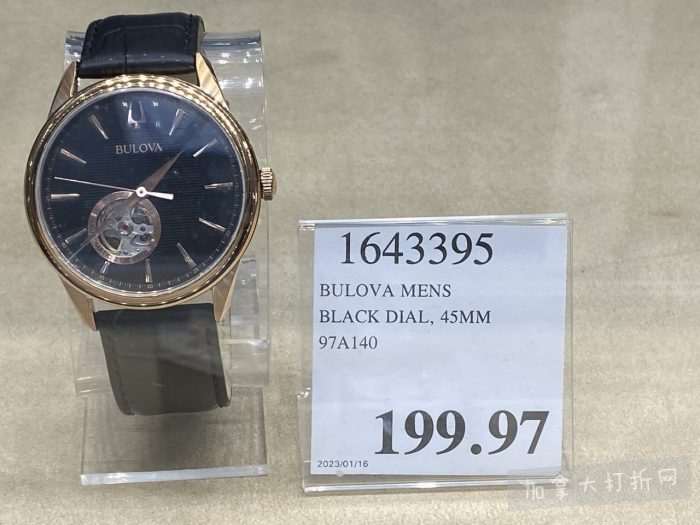 BULOVA
1643395
BULOVA MENS
BLACK DIAL, 45MM
97A140
199.97
2023/01/16
加拿大打折网